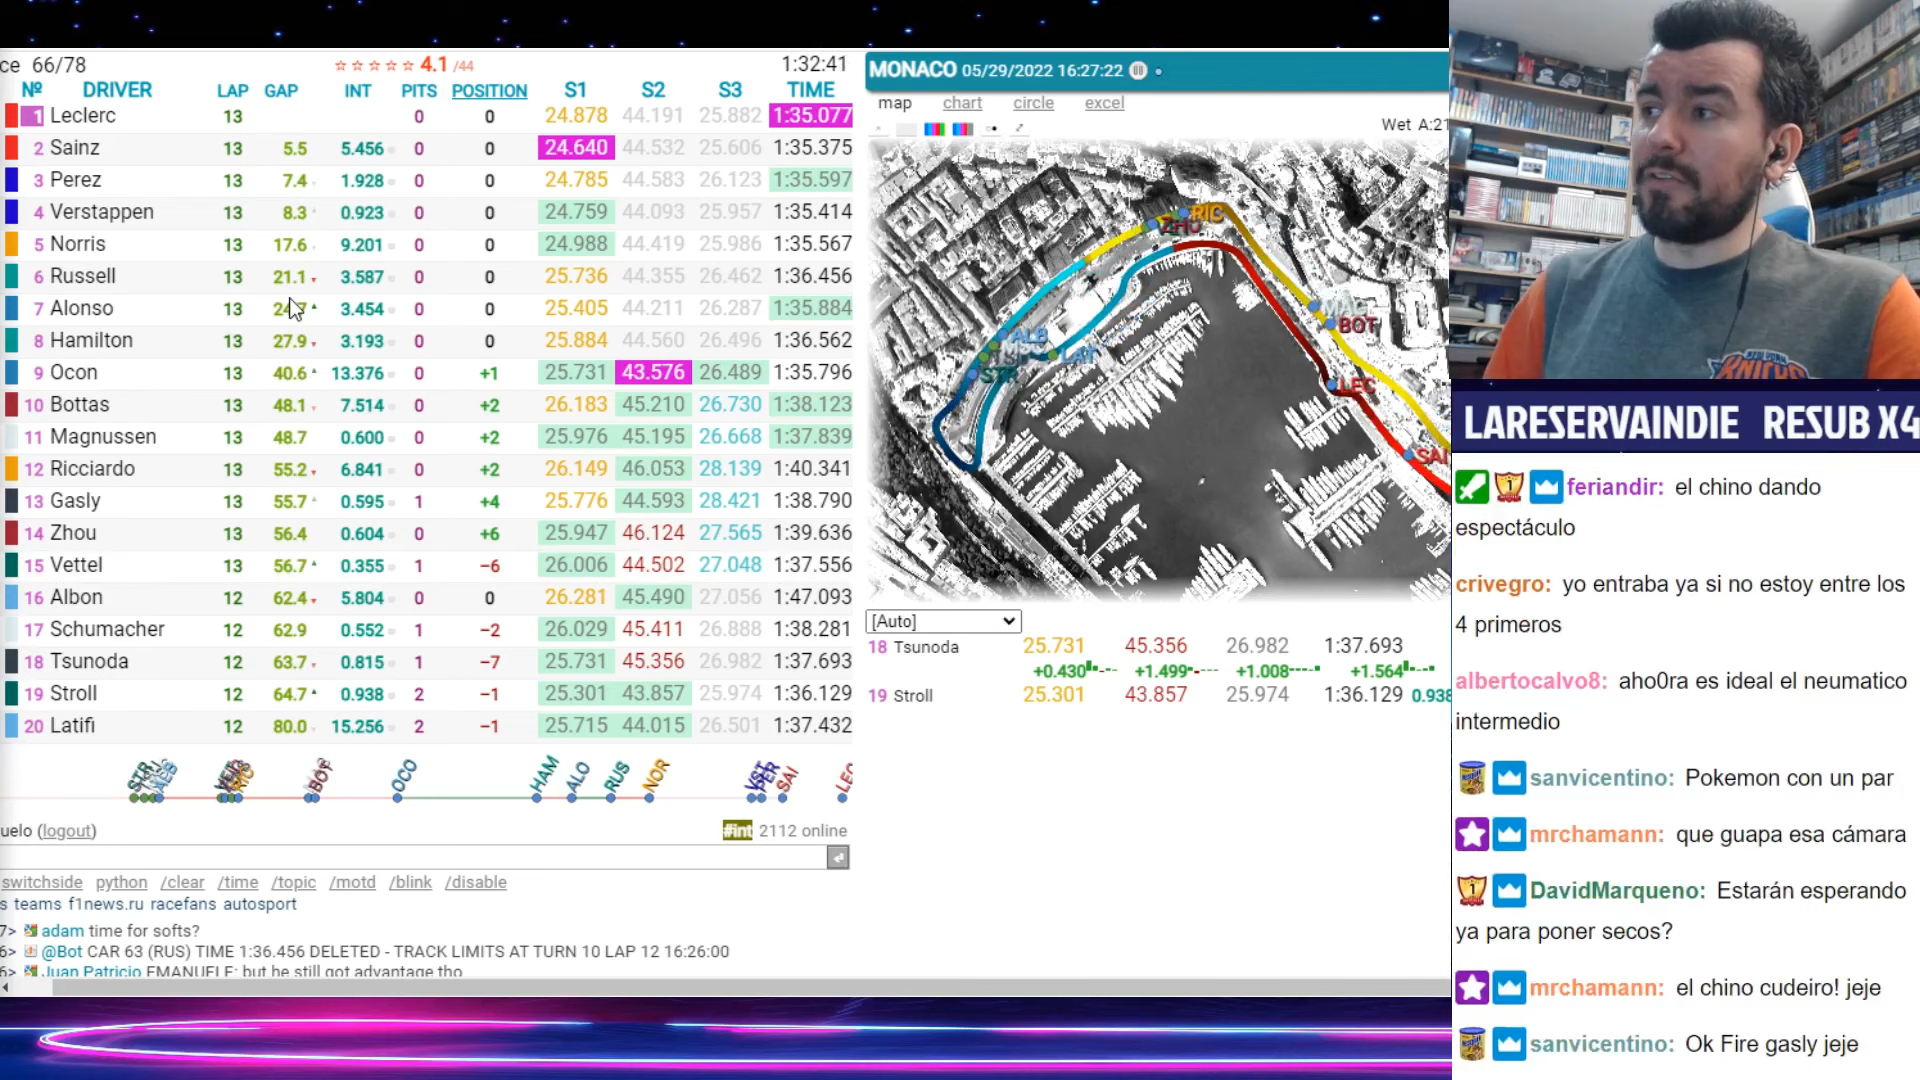 ce 66/78 ☆☆☆☆☆ 4.1 /44 1:32:41
Nº DRIVER LAP GAP INT PITS POSITION S1 S2 S3 TIME
1 Leclerc 13 0 0 24.878 44.191 25.882 1:35.077
2 Sainz 13 5.5 5.456 0 0 24.640 44.532 25.606 1:35.375
3 Perez 13 7.4 1.928 0 0 24.785 44.583 26.123 1:35.597
4 Verstappen 13 8.3 0.923 0 0 24.759 44.093 25.957 1:35.414
5 Norris 13 17.6 9.201 0 0 24.988 44.419 25.986 1:35.567
6 Russell 13 21.1 3.587 0 0 25.736 44.355 26.462 1:36.456
7 Alonso 13 3.454 0 0 25.405 44.211 26.287 1:35.884
8 Hamilton 13 27.9 3.193 0 0 25.884 44.560 26.496 1:36.562
9 Ocon 13 40.6 13.376 0 +1 25.731 43.576 26.489 1:35.796
10 Bottas 13 48.1 7.514 0 +2 26.183 45.210 26.730 1:38.123
11 Magnussen 13 48.7 0.600 0 +2 25.976 45.195 26.668 1:37.839
12 Ricciardo 13 55.2 6.841 0 +2 26.149 46.053 28.139 1:40.341
13 Gasly 13 55.7 0.595 1 +4 25.776 44.593 28.421 1:38.790
14 Zhou 13 56.4 0.604 0 +6 25.947 46.124 27.565 1:39.636
15 Vettel 13 56.7 0.355 1 −6 26.006 44.502 27.048 1:37.556
16 Albon 12 62.4 5.804 0 0 26.281 45.490 27.056 1:47.093
17 Schumacher 12 62.9 0.552 1 −2 26.029 45.411 26.888 1:38.281
18 Tsunoda 12 63.7 0.815 1 −7 25.731 45.356 26.982 1:37.693
19 Stroll 12 64.7 0.938 2 −1 25.301 43.857 25.974 1:36.129
20 Latifi 12 80.0 15.256 2 −1 25.715 44.015 26.501 1:37.432
STR ALB RIC BOT OCO HAM ALO RUS NOR VST PER SAI LEC
uelo (logout) #int 2112 online
switchside python /clear /time /topic /motd /blink /disable
s teams f1news.ru racefans autosport
7> adam time for softs?
6> @Bot CAR 63 (RUS) TIME 1:36.456 DELETED - TRACK LIMITS AT TURN 10 LAP 12 16:26:00
6> Juan Patricio EMANUELE: but he still got advantage tho
MONACO 05/29/2022 16:27:22
map chart circle excel
Wet A:21
RIC
ZHU
MAG
BOT
ALB
LAT
STR
LEC
SAI
[Auto]
18 Tsunoda 25.731 45.356 26.982 1:37.693
+0.430 +1.499 +1.008 +1.564
19 Stroll 25.301 43.857 25.974 1:36.129 0.938
KNICKS
LARESERVAINDIE RESUB X4
feriandir: el chino dando
espectáculo
crivegro: yo entraba ya si no estoy entre los
4 primeros
albertocalvo8: aho0ra es ideal el neumatico
intermedio
sanvicentino: Pokemon con un par
mrchamann: que guapa esa cámara
DavidMarqueno: Estarán esperando
ya para poner secos?
mrchamann: el chino cudeiro! jeje
sanvicentino: Ok Fire gasly jeje